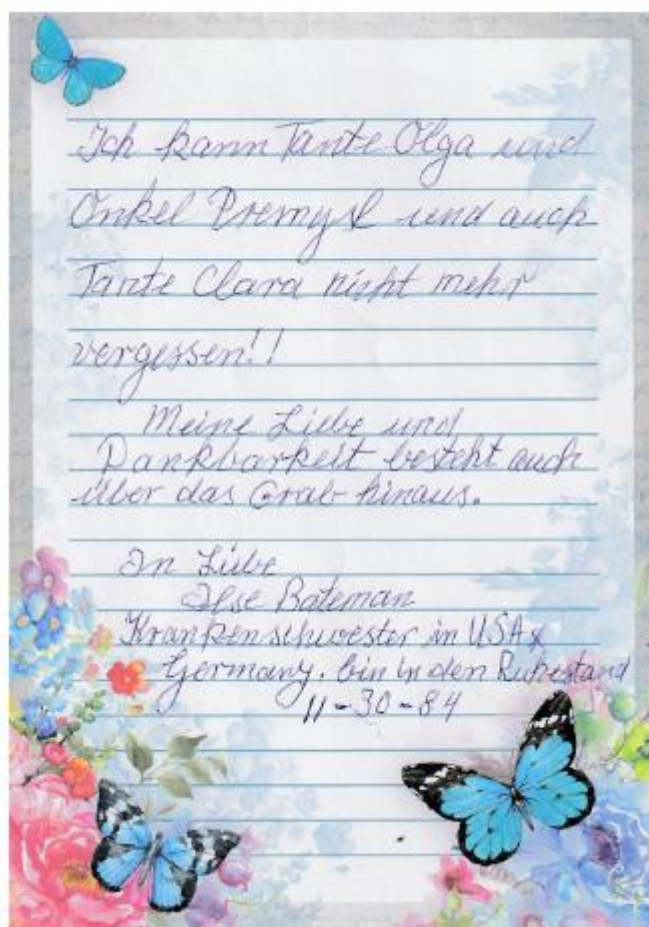 Ich kann Tante Olga und
Onkel Premysl und auch
Tante Clara nicht mehr
vergessen!!
Meine Liebe und
Dankbarkeit besteht auch
über das Grab hinaus.
In Liebe
Ilse Bateman
Krankenschwester in USA &
Germany. bin in den Ruhestand
11-30-84